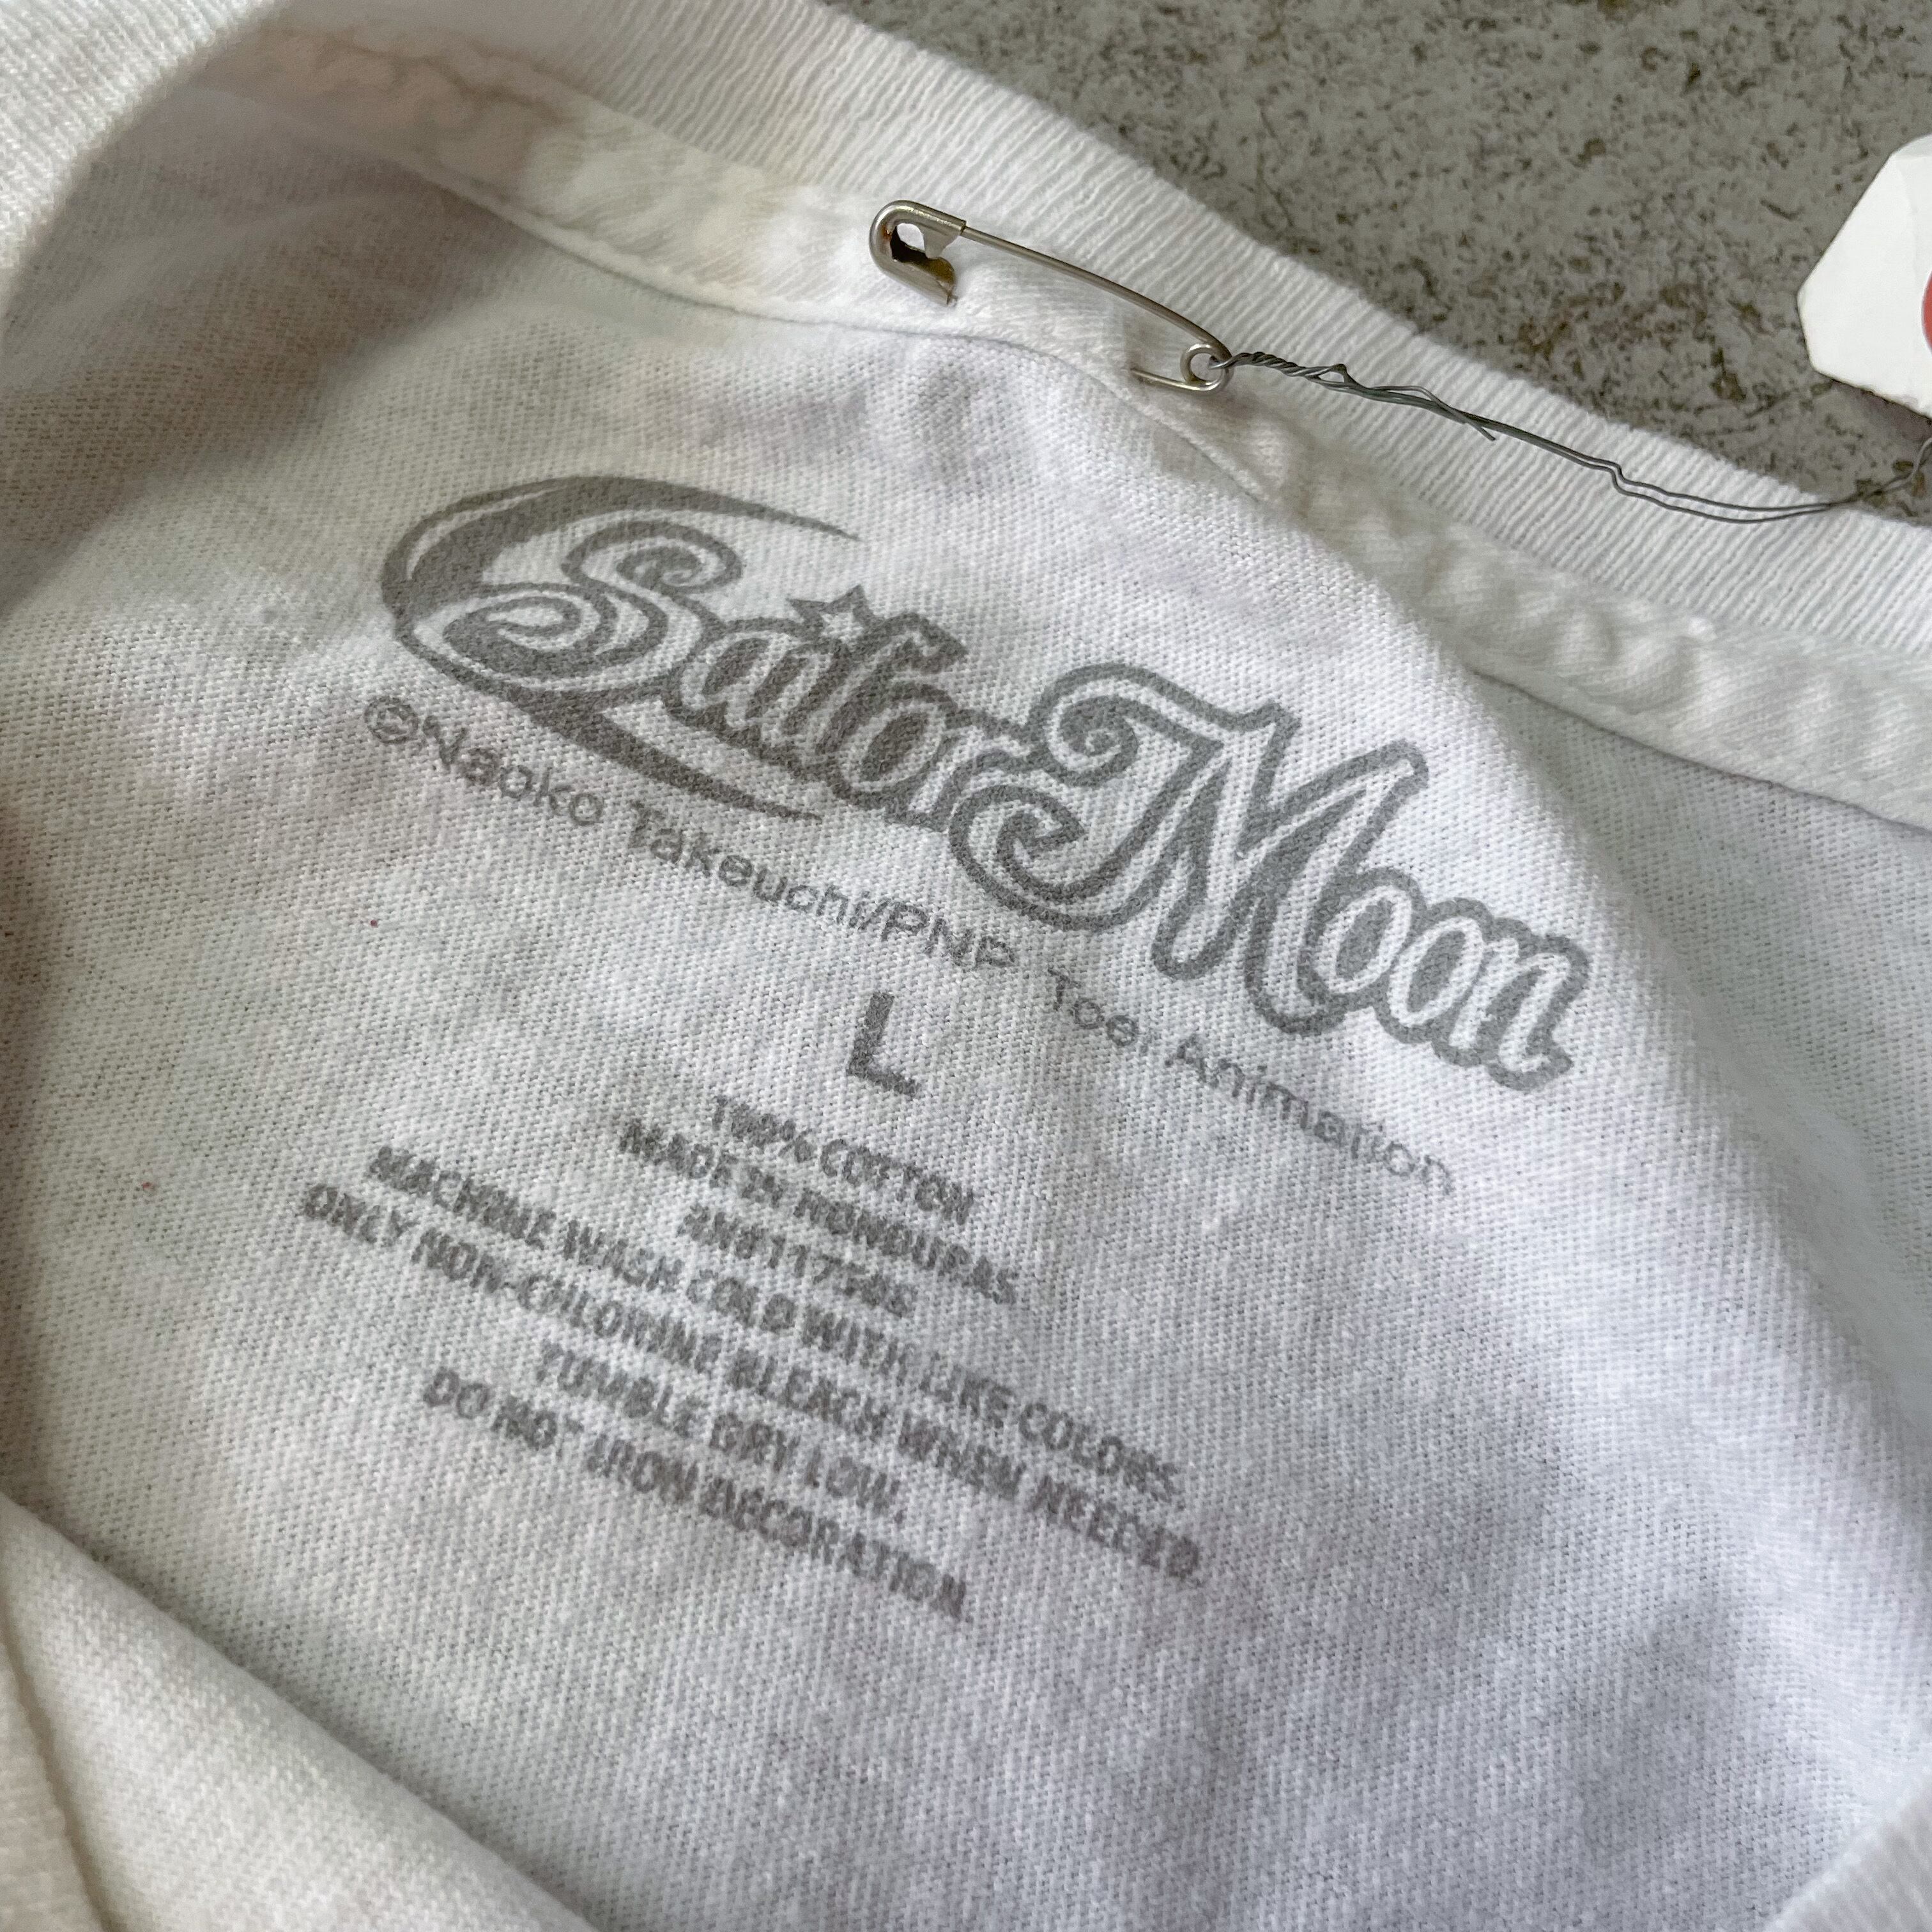 Sailor Moon
©Naoko Takeuchi/PNP Toei Animation
L
100% COTTON
MADE IN HONDURAS
MACHINE WASH COLD WITH LIKE COLORS.
ONLY NON-CHLORINE BLEACH WHEN NEEDED.
TUMBLE DRY LOW.
DO NOT IRON DECORATION.